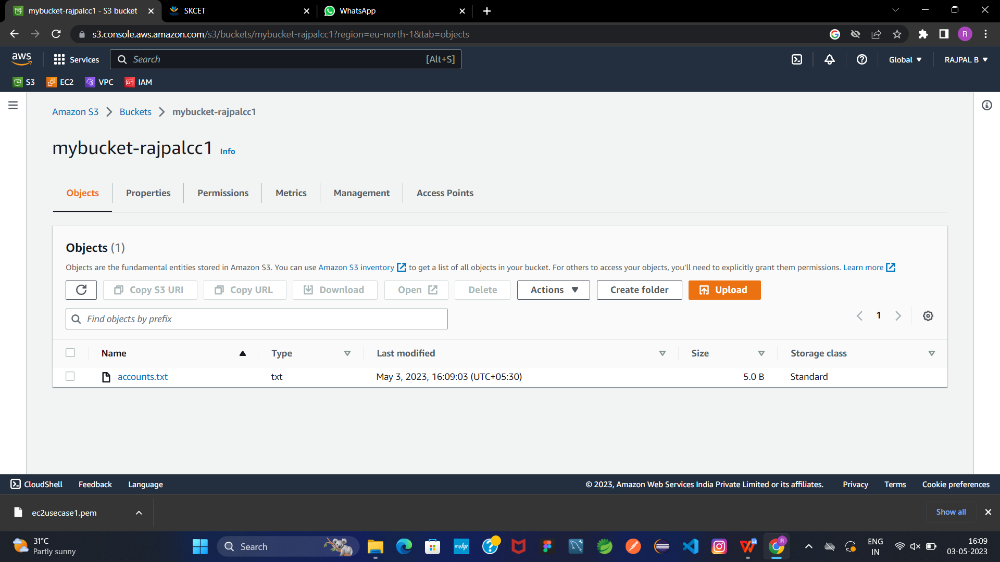 mybucket-rajpalcc1 - S3 bucket
SKCET
WhatsApp
s3.console.aws.amazon.com/s3/buckets/mybucket-rajpalcc1?region=eu-north-1&tab=objects
R
aws
Services
Search
[Alt+S]
Global
RAJPAL B
S3
EC2
VPC
IAM
Amazon S3
Buckets
mybucket-rajpalcc1
mybucket-rajpalcc1
Info
Objects
Properties
Permissions
Metrics
Management
Access Points
Objects (1)
Objects are the fundamental entities stored in Amazon S3. You can use Amazon S3 inventory to get a list of all objects in your bucket. For others to access your objects, you'll need to explicitly grant them permissions. Learn more
Copy S3 URI
Copy URL
Download
Open
Delete
Actions
Create folder
Upload
Find objects by prefix
1
Name
Type
Last modified
Size
Storage class
accounts.txt
txt
May 3, 2023, 16:09:03 (UTC+05:30)
5.0 B
Standard
CloudShell
Feedback
Language
© 2023, Amazon Web Services India Private Limited or its affiliates.
Privacy
Terms
Cookie preferences
ec2usecase1.pem
Show all
31°C
Partly sunny
Search
myhp
R
ENG
IN
16:09
03-05-2023